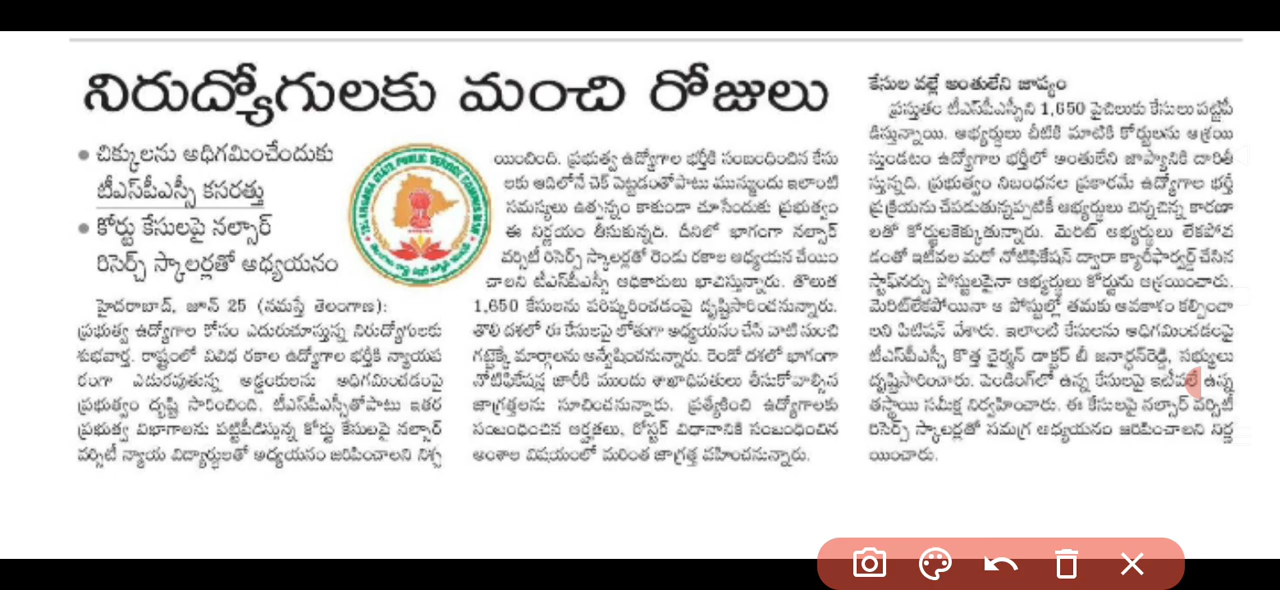 నిరుద్యోగులకు మంచి రోజులు
• చిక్కులను అధిగమించేందుకు
టీఎస్‌పీఎస్సీ కసరత్తు
• కోర్టు కేసులపై నల్సార్
రిసెర్చ్ స్కాలర్లతో అధ్యయనం
TELANGANA STATE PUBLIC SERVICE COMMISSION
హైదరాబాద్, జూన్ 25 (నమస్తే తెలంగాణ):
ప్రభుత్వ ఉద్యోగాల కోసం ఎదురుచూస్తున్న నిరుద్యోగులకు
శుభవార్త. రాష్ట్రంలో వివిధ రకాల ఉద్యోగాల భర్తీకి న్యాయప
రంగా ఎదురవుతున్న అడ్డంకులను అధిగమించడంపై
ప్రభుత్వం దృష్టి సారించింది. టీఎస్‌పీఎస్సీతోపాటు ఇతర
ప్రభుత్వ విభాగాలను పట్టిపీడిస్తున్న కోర్టు కేసులపై నల్సార్
వర్సిటీ న్యాయ విద్యార్థులతో అధ్యయనం జరిపించాలని నిశ్చ
యించింది. ప్రభుత్వ ఉద్యోగాల భర్తీకి సంబంధించిన కేసు
లకు ఆదిలోనే చెక్ పెట్టడంతోపాటు మున్ముందు ఇలాంటి
సమస్యలు ఉత్పన్నం కాకుండా చూసేందుకు ప్రభుత్వం
ఈ నిర్ణయం తీసుకున్నది. దీనిలో భాగంగా నల్సార్
వర్సిటీ రిసెర్చ్ స్కాలర్లతో రెండు రకాల అధ్యయన చేయిం
చాలని టీఎస్‌పీఎస్సీ అధికారులు భావిస్తున్నారు. తొలుత
1,650 కేసులను పరిష్కరించడంపై దృష్టిసారించనున్నారు.
తొలి దశలో ఈ కేసులపై లోతుగా అధ్యయనంచేసి వాటి నుంచి
గట్టెక్కే మార్గాలను అన్వేషించనున్నారు. రెండో దశలో భాగంగా
నోటిఫికేషన్ల జారీకి ముందు శాఖాధిపతులు తీసుకోవాల్సిన
జాగ్రత్తలను సూచించనున్నారు. ప్రత్యేకించి ఉద్యోగాలకు
సంబంధించిన అర్హతలు, రోస్టర్ విధానానికి సంబంధించిన
అంశాల విషయంలో మరింత జాగ్రత్త వహించనున్నారు.
కేసుల వల్లే అంతులేని జాప్యం
ప్రస్తుతం టీఎస్‌పీఎస్సీని 1,650 పైచిలుకు కేసులు పట్టిపీ
డిస్తున్నాయి. అభ్యర్థులు చీటికి మాటికి కోర్టులను ఆశ్రయి
స్తుండటం ఉద్యోగాల భర్తీలో అంతులేని జాప్యానికి దారితీ
స్తున్నది. ప్రభుత్వం నిబంధనల ప్రకారమే ఉద్యోగాల భర్తీ
ప్రక్రియను చేపడుతున్నప్పటికీ అభ్యర్థులు చిన్నచిన్న కారణా
లతో కోర్టులకెక్కుతున్నారు. మెరిట్ అభ్యర్థులు లేకపోవ
డంతో ఇటీవల మరో నోటిఫికేషన్ ద్వారా క్యారీఫార్వర్డ్ చేసిన
స్టాఫ్‌నర్సు పోస్టులపైనా అభ్యర్థులు కోర్టును ఆశ్రయించారు.
మెరిట్‌లేకపోయినా ఆ పోస్టుల్లో తమకు అవకాశం కల్పించా
లని పిటిషన్ వేశారు. ఇలాంటి కేసులను అధిగమించడంపై
టీఎస్‌పీఎస్సీ కొత్త చైర్మన్ డాక్టర్ బీ జనార్ధన్‌రెడ్డి, సభ్యులు
దృష్టిసారించారు. పెండింగ్‌లో ఉన్న కేసులపై ఇటీవలే ఉన్న
తస్థాయి సమీక్ష నిర్వహించారు. ఈ కేసులపై నల్సార్ వర్సిటీ
రిసెర్చ్ స్కాలర్లతో సమగ్ర అధ్యయనం జరిపించాలని నిర్ణ
యించారు.